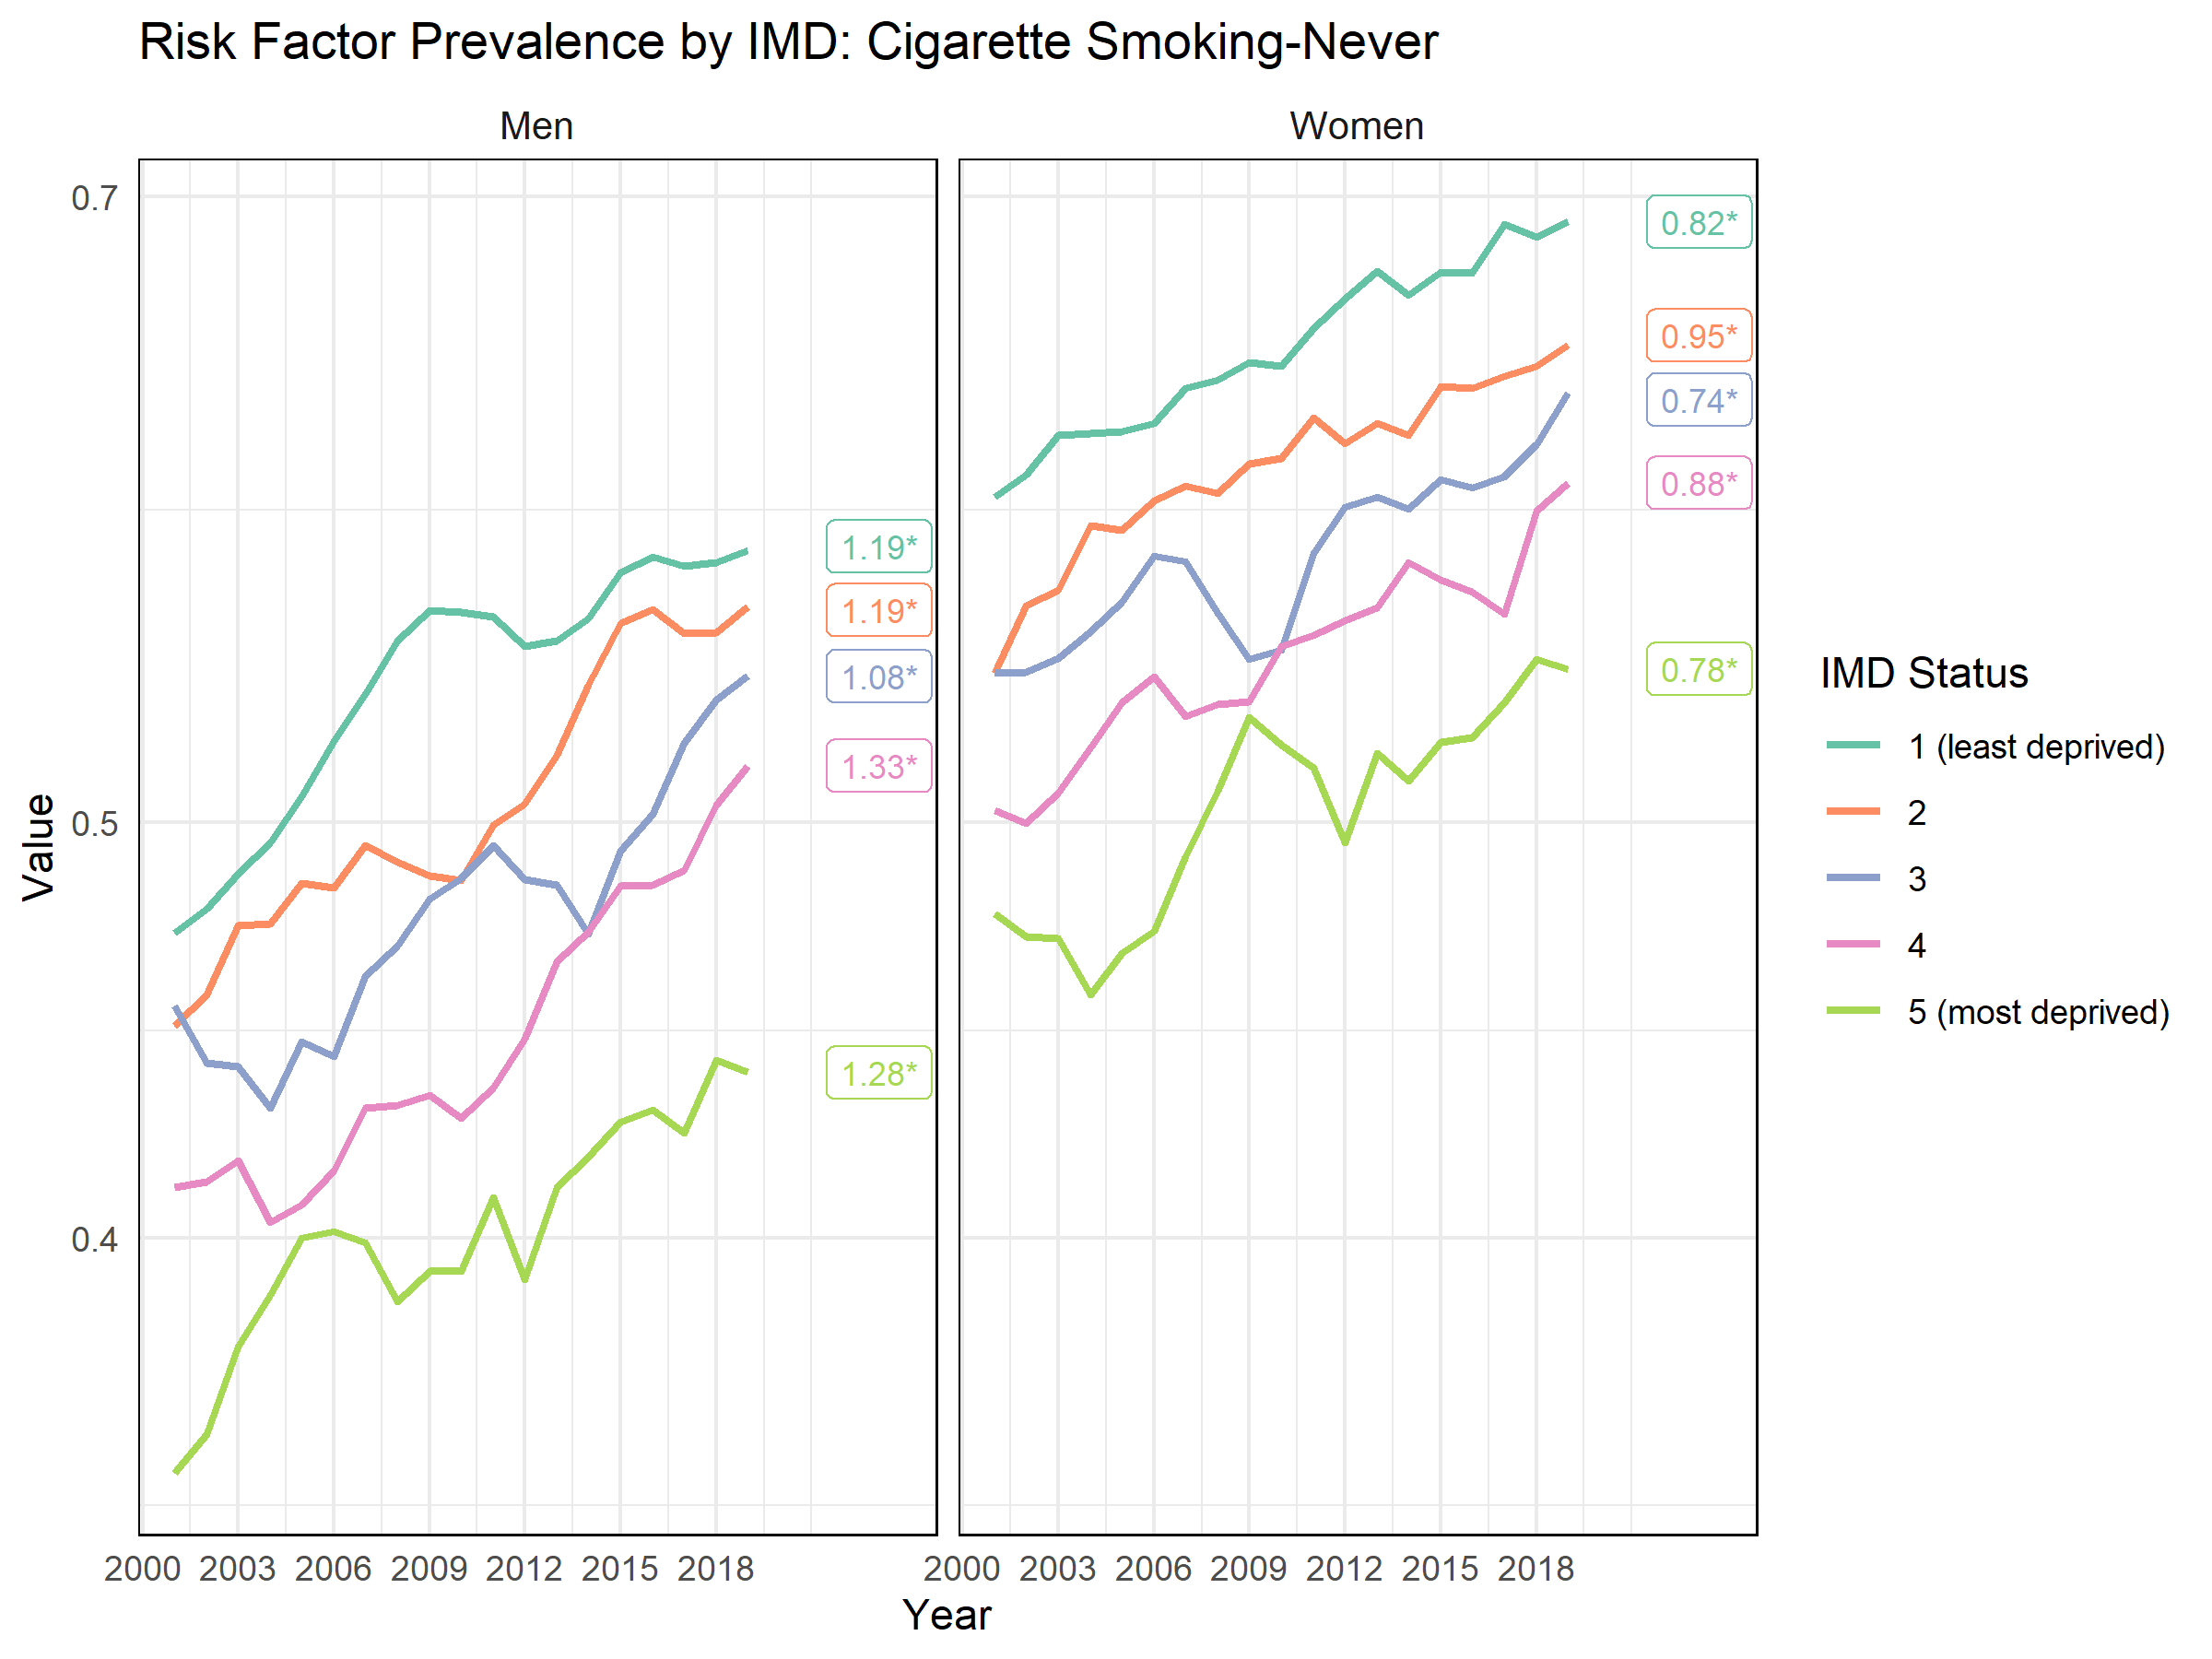 Risk Factor Prevalence by IMD: Cigarette Smoking-Never
Men
Women
0.7
0.5
0.4
Value
1.19*
1.19*
1.08*
1.33*
1.28*
0.82*
0.95*
0.74*
0.88*
0.78*
2000 2003 2006 2009 2012 2015 2018
2000 2003 2006 2009 2012 2015 2018
Year
IMD Status
1 (least deprived)
2
3
4
5 (most deprived)